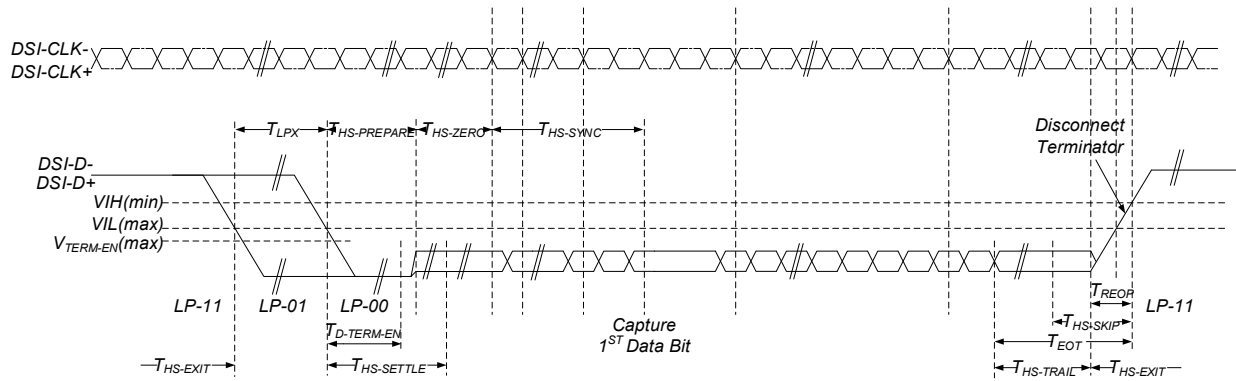 DSI-CLK-
DSI-CLK+
TLPX
THS-PREPARE
THS-ZERO
THS-SYNC
Disconnect
Terminator
DSI-D-
DSI-D+
VIH(min)
VIL(max)
VTERM-EN(max)
LP-11
LP-01
LP-00
TREOP
LP-11
TD-TERM-EN
Capture
1ST Data Bit
THS-SKIP
TEOT
THS-EXIT
THS-SETTLE
THS-TRAIL
THS-EXIT